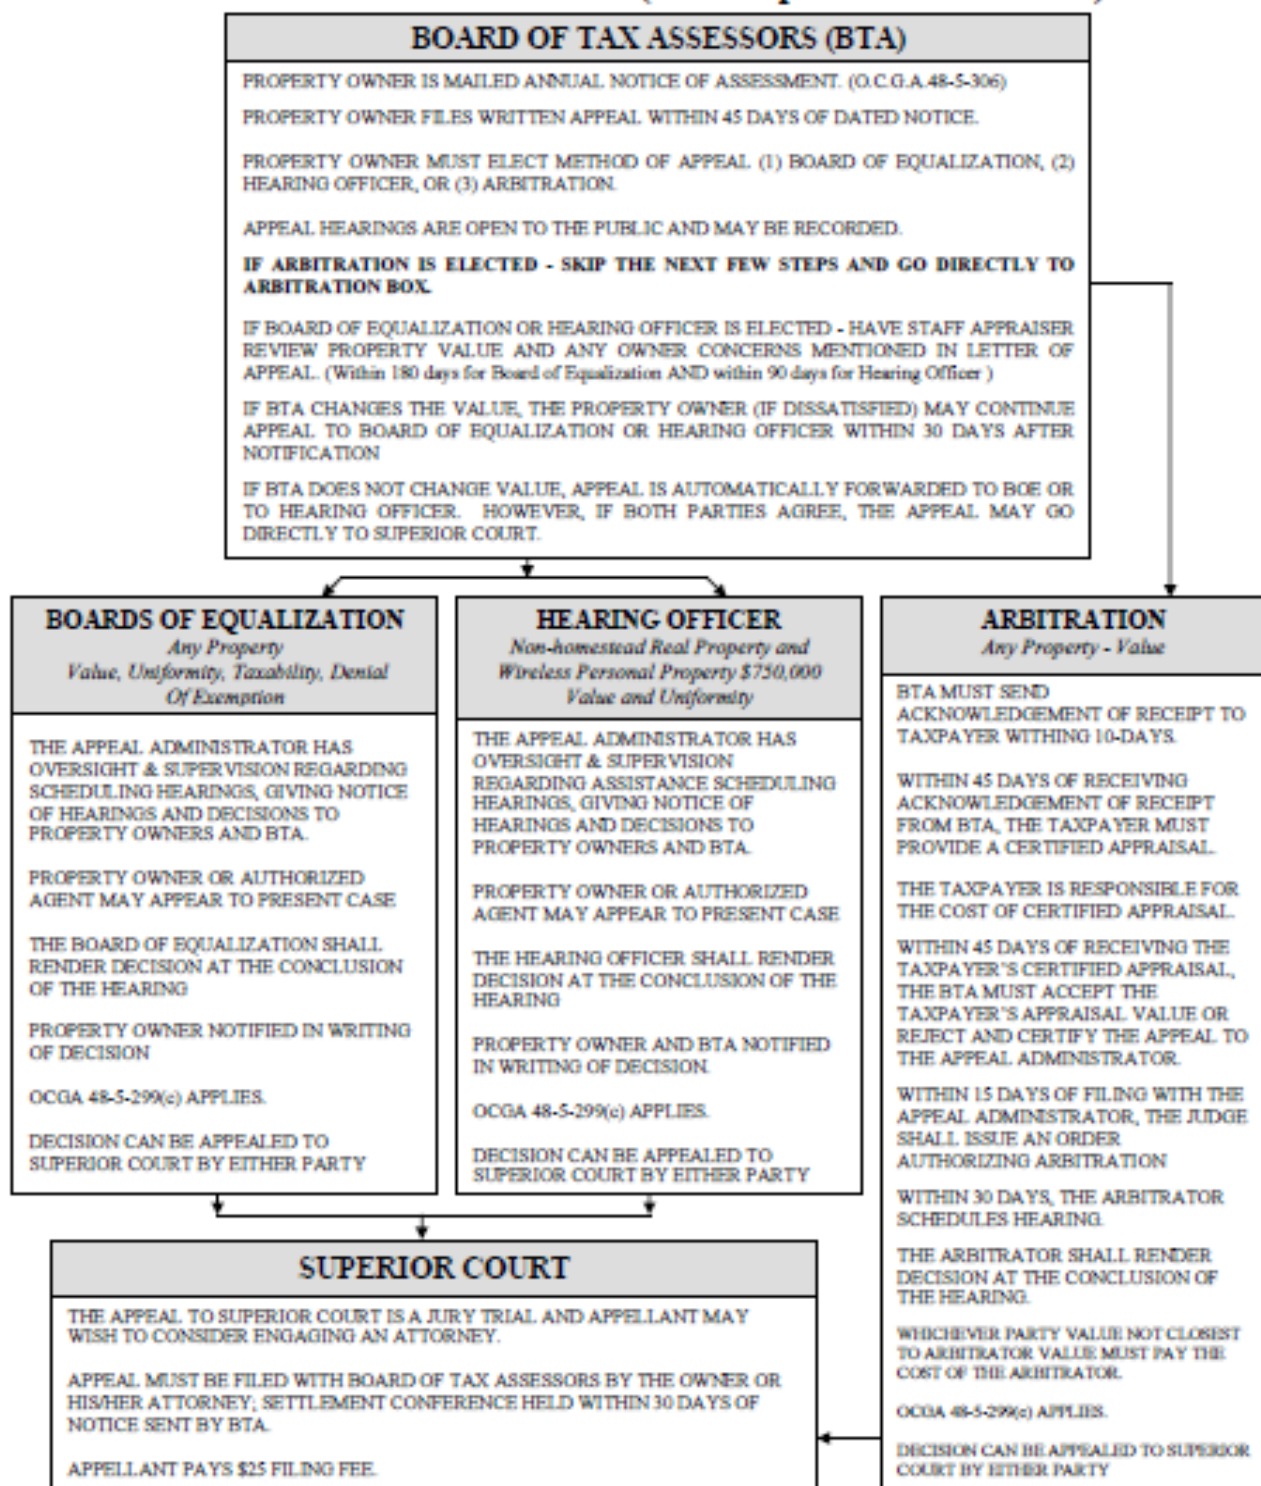 BOARD OF TAX ASSESSORS (BTA)
PROPERTY OWNER IS MAILED ANNUAL NOTICE OF ASSESSMENT. (O.C.G.A.48-5-306)
PROPERTY OWNER FILES WRITTEN APPEAL WITHIN 45 DAYS OF DATED NOTICE.
PROPERTY OWNER MUST ELECT METHOD OF APPEAL (1) BOARD OF EQUALIZATION, (2)
HEARING OFFICER, OR (3) ARBITRATION.
APPEAL HEARINGS ARE OPEN TO THE PUBLIC AND MAY BE RECORDED.
IF ARBITRATION IS ELECTED - SKIP THE NEXT FEW STEPS AND GO DIRECTLY TO
ARBITRATION BOX.
IF BOARD OF EQUALIZATION OR HEARING OFFICER IS ELECTED - HAVE STAFF APPRAISER
REVIEW PROPERTY VALUE AND ANY OWNER CONCERNS MENTIONED IN LETTER OF
APPEAL. (Within 180 days for Board of Equalization AND within 90 days for Hearing Officer )
IF BTA CHANGES THE VALUE, THE PROPERTY OWNER (IF DISSATISFIED) MAY CONTINUE
APPEAL TO BOARD OF EQUALIZATION OR HEARING OFFICER WITHIN 30 DAYS AFTER
NOTIFICATION
IF BTA DOES NOT CHANGE VALUE, APPEAL IS AUTOMATICALLY FORWARDED TO BOE OR
TO HEARING OFFICER. HOWEVER, IF BOTH PARTIES AGREE, THE APPEAL MAY GO
DIRECTLY TO SUPERIOR COURT.
BOARDS OF EQUALIZATION
Any Property
Value, Uniformity, Taxability, Denial
Of Exemption
THE APPEAL ADMINISTRATOR HAS
OVERSIGHT & SUPERVISION REGARDING
SCHEDULING HEARINGS, GIVING NOTICE
OF HEARINGS AND DECISIONS TO
PROPERTY OWNERS AND BTA.
PROPERTY OWNER OR AUTHORIZED
AGENT MAY APPEAR TO PRESENT CASE
THE BOARD OF EQUALIZATION SHALL
RENDER DECISION AT THE CONCLUSION
OF THE HEARING
PROPERTY OWNER NOTIFIED IN WRITING
OF DECISION
OCGA 48-5-299(c) APPLIES.
DECISION CAN BE APPEALED TO
SUPERIOR COURT BY EITHER PARTY
HEARING OFFICER
Non-homestead Real Property and
Wireless Personal Property $750,000
Value and Uniformity
THE APPEAL ADMINISTRATOR HAS
OVERSIGHT & SUPERVISION
REGARDING ASSISTANCE SCHEDULING
HEARINGS, GIVING NOTICE OF
HEARINGS AND DECISIONS TO
PROPERTY OWNERS AND BTA.
PROPERTY OWNER OR AUTHORIZED
AGENT MAY APPEAR TO PRESENT CASE
THE HEARING OFFICER SHALL RENDER
DECISION AT THE CONCLUSION OF THE
HEARING
PROPERTY OWNER AND BTA NOTIFIED
IN WRITING OF DECISION.
OCGA 48-5-299(c) APPLIES.
DECISION CAN BE APPEALED TO
SUPERIOR COURT BY EITHER PARTY
ARBITRATION
Any Property - Value
BTA MUST SEND
ACKNOWLEDGEMENT OF RECEIPT TO
TAXPAYER WITHING 10-DAYS.
WITHIN 45 DAYS OF RECEIVING
ACKNOWLEDGEMENT OF RECEIPT
FROM BTA, THE TAXPAYER MUST
PROVIDE A CERTIFIED APPRAISAL.
THE TAXPAYER IS RESPONSIBLE FOR
THE COST OF CERTIFIED APPRAISAL.
WITHIN 45 DAYS OF RECEIVING THE
TAXPAYER"S CERTIFIED APPRAISAL,
THE BTA MUST ACCEPT THE
TAXPAYER"S APPRAISAL VALUE OR
REJECT AND CERTIFY THE APPEAL TO
THE APPEAL ADMINISTRATOR.
WITHIN 15 DAYS OF FILING WITH THE
APPEAL ADMINISTRATOR, THE JUDGE
SHALL ISSUE AN ORDER
AUTHORIZING ARBITRATION
WITHIN 30 DAYS, THE ARBITRATOR
SCHEDULES HEARING.
THE ARBITRATOR SHALL RENDER
DECISION AT THE CONCLUSION OF
THE HEARING.
WHICHEVER PARTY VALUE NOT CLOSEST
TO ARBITRATOR VALUE MUST PAY THE
COST OF THE ARBITRATOR.
OCGA 48-5-299(c) APPLIES.
DECISION CAN BE APPEALED TO SUPERIOR
COURT BY EITHER PARTY
SUPERIOR COURT
THE APPEAL TO SUPERIOR COURT IS A JURY TRIAL AND APPELLANT MAY
WISH TO CONSIDER ENGAGING AN ATTORNEY.
APPEAL MUST BE FILED WITH BOARD OF TAX ASSESSORS BY THE OWNER OR
HIS/HER ATTORNEY; SETTLEMENT CONFERENCE HELD WITHIN 30 DAYS OF
NOTICE SENT BY BTA.
APPELLANT PAYS $25 FILING FEE.